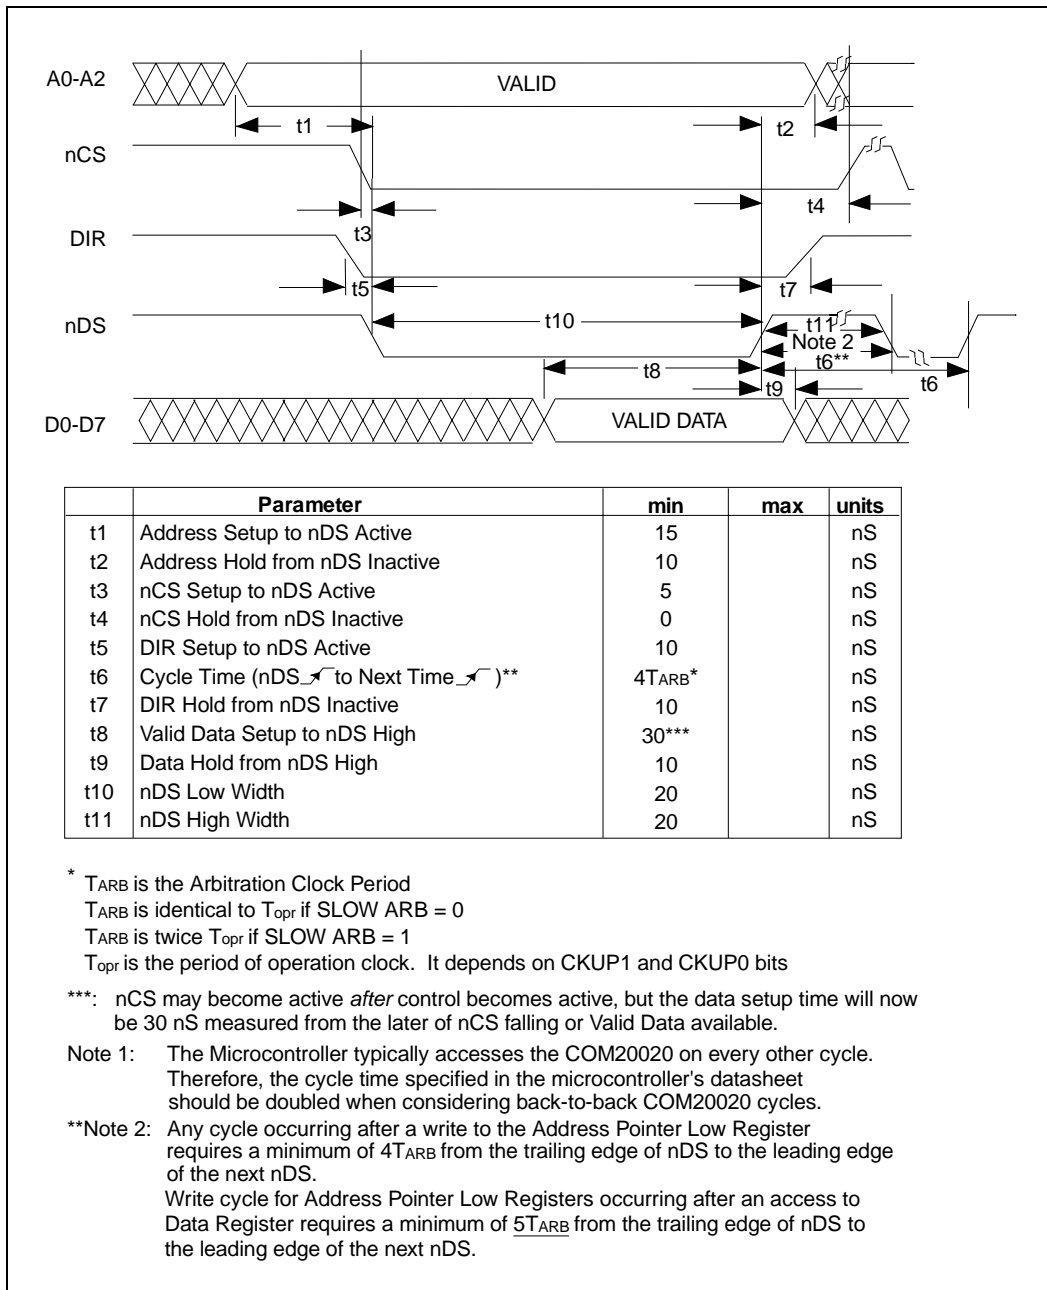 A0-A2
VALID
t1
t2
nCS
t4
t3
DIR
t5
t7
nDS
t10
t11
Note 2
t6**
t8
t9
t6
D0-D7
VALID DATA
Parameter min max units
t1 Address Setup to nDS Active 15 nS
t2 Address Hold from nDS Inactive 10 nS
t3 nCS Setup to nDS Active 5 nS
t4 nCS Hold from nDS Inactive 0 nS
t5 DIR Setup to nDS Active 10 nS
t6 Cycle Time (nDS to Next Time )** 4TARB* nS
t7 DIR Hold from nDS Inactive 10 nS
t8 Valid Data Setup to nDS High 30*** nS
t9 Data Hold from nDS High 10 nS
t10 nDS Low Width 20 nS
t11 nDS High Width 20 nS
* TARB is the Arbitration Clock Period
TARB is identical to Topr if SLOW ARB = 0
TARB is twice Topr if SLOW ARB = 1
Topr is the period of operation clock. It depends on CKUP1 and CKUP0 bits
***: nCS may become active after control becomes active, but the data setup time will now
be 30 nS measured from the later of nCS falling or Valid Data available.
Note 1: The Microcontroller typically accesses the COM20020 on every other cycle.
Therefore, the cycle time specified in the microcontroller's datasheet
should be doubled when considering back-to-back COM20020 cycles.
**Note 2: Any cycle occurring after a write to the Address Pointer Low Register
requires a minimum of 4TARB from the trailing edge of nDS to the leading edge
of the next nDS.
Write cycle for Address Pointer Low Registers occurring after an access to
Data Register requires a minimum of 5TARB from the trailing edge of nDS to
the leading edge of the next nDS.